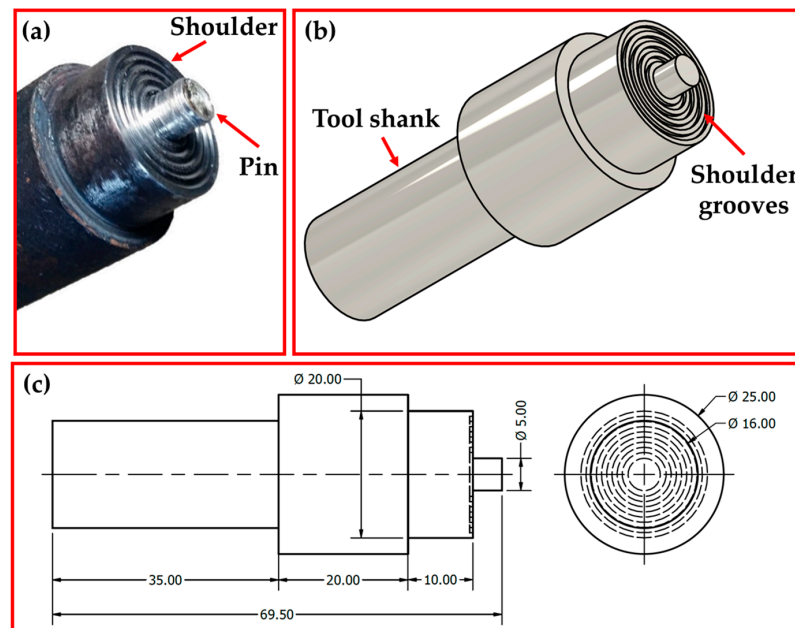 (a)
Shoulder
Pin
(b)
Tool shank
Shoulder
grooves
(c)
Ø 20.00
Ø 5.00
Ø 25.00
Ø 16.00
35.00
20.00
10.00
69.50